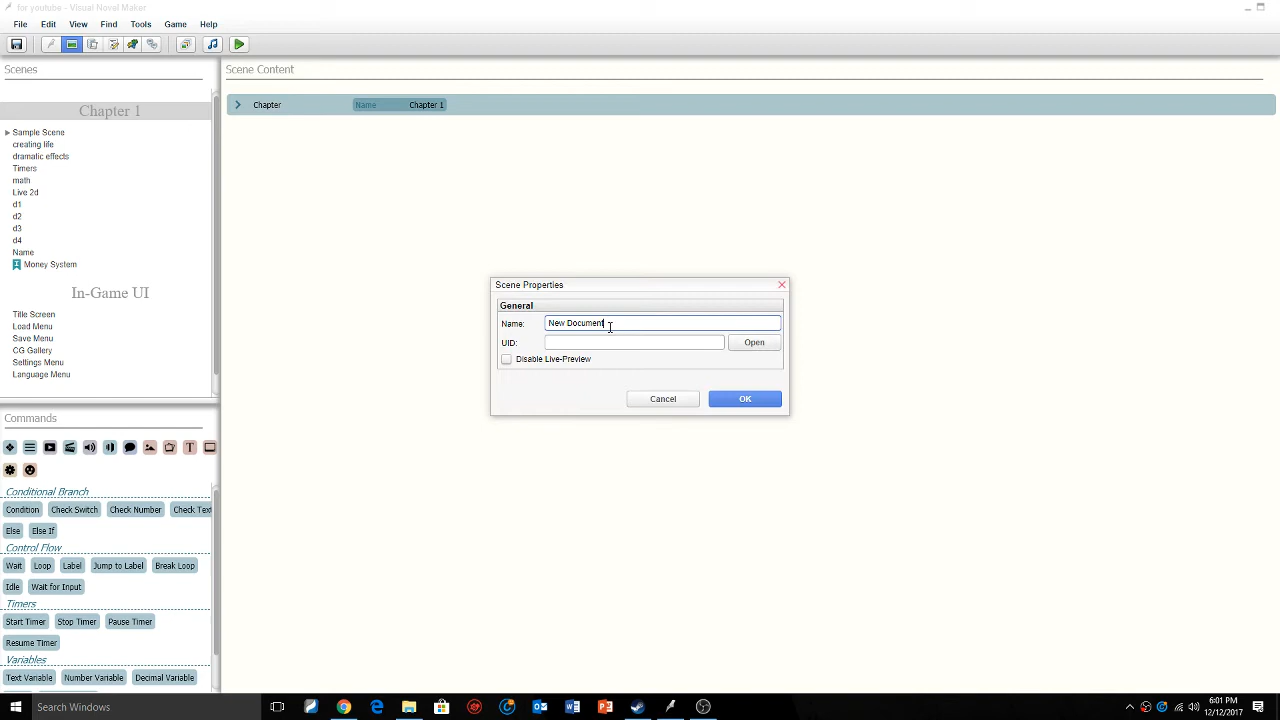 for youtube - Visual Novel Maker
File Edit View Find Tools Game Help
Scenes
Chapter 1
Sample Scene
creating life
dramatic effects
Timers
math
Live 2d
d1
d2
d3
d4
Name
Money System
In-Game UI
Title Screen
Load Menu
Save Menu
CG Gallery
Settings Menu
Language Menu
Commands
T
Conditional Branch
Condition Check Switch Check Number Check Text
Else Else If
Control Flow
Wait Loop Label Jump to Label Break Loop
Idle Wait for Input
Timers
Start Timer Stop Timer Pause Timer
Resume Timer
Variables
Text Variable Number Variable Decimal Variable
Scene Content
Chapter Name Chapter 1
Scene Properties
General
Name: New Document
UID: Open
Disable Live-Preview
Cancel OK
Search Windows
6:01 PM
12/12/2017